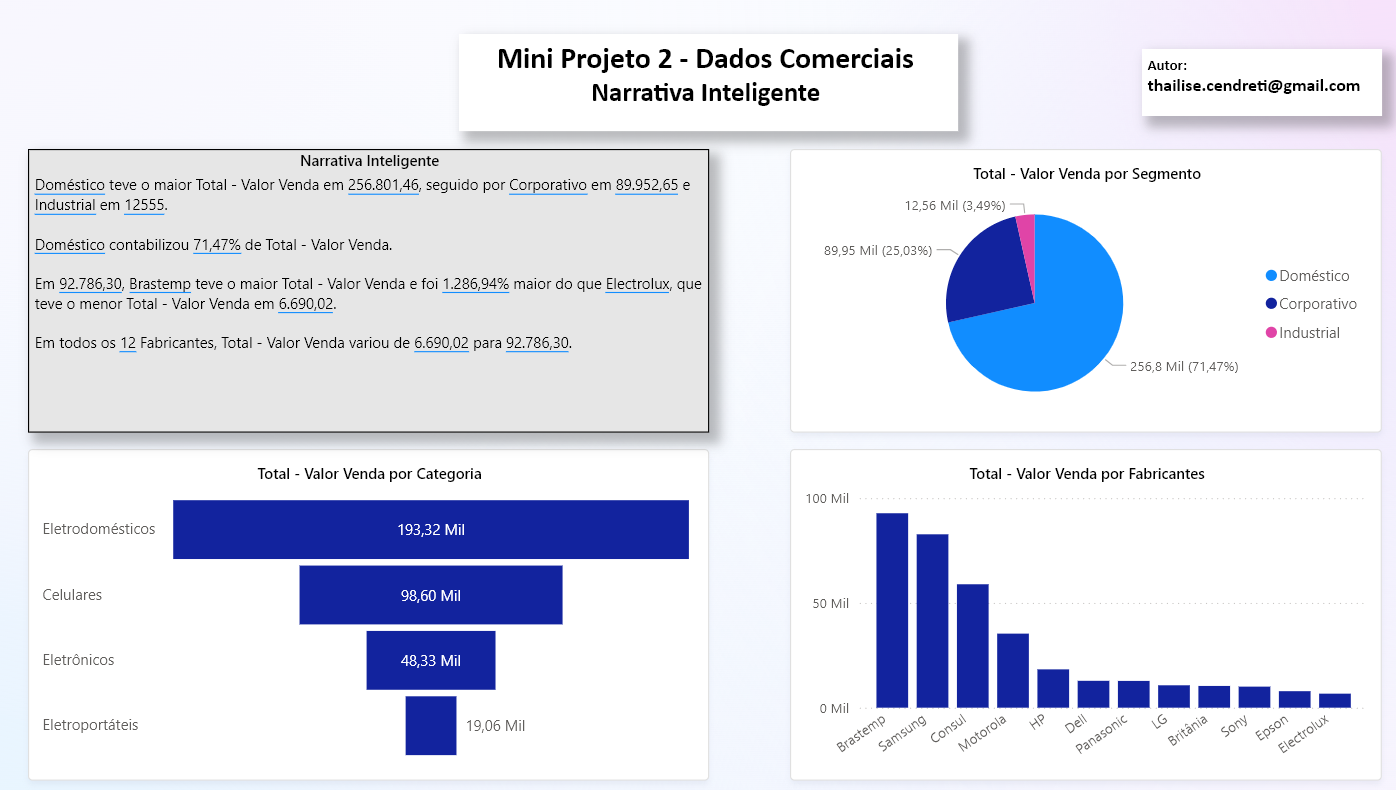 Mini Projeto 2 - Dados Comerciais
Narrativa Inteligente
Autor:
thailise.cendreti@gmail.com
Narrativa Inteligente
Doméstico teve o maior Total - Valor Venda em 256.801,46, seguido por Corporativo em 89.952,65 e
Industrial em 12555.
Doméstico contabilizou 71,47% de Total - Valor Venda.
Em 92.786,30, Brastemp teve o maior Total - Valor Venda e foi 1.286,94% maior do que Electrolux, que
teve o menor Total - Valor Venda em 6.690,02.
Em todos os 12 Fabricantes, Total - Valor Venda variou de 6.690,02 para 92.786,30.
Total - Valor Venda por Segmento
12,56 Mil (3,49%)
89,95 Mil (25,03%)
256,8 Mil (71,47%)
Doméstico
Corporativo
Industrial
Total - Valor Venda por Categoria
Eletrodomésticos
193,32 Mil
Celulares
98,60 Mil
Eletrônicos
48,33 Mil
Eletroportáteis
19,06 Mil
Total - Valor Venda por Fabricantes
100 Mil
50 Mil
0 Mil
Brastemp
Samsung
Consul
Motorola
HP
Dell
Panasonic
LG
Britânia
Sony
Epson
Electrolux